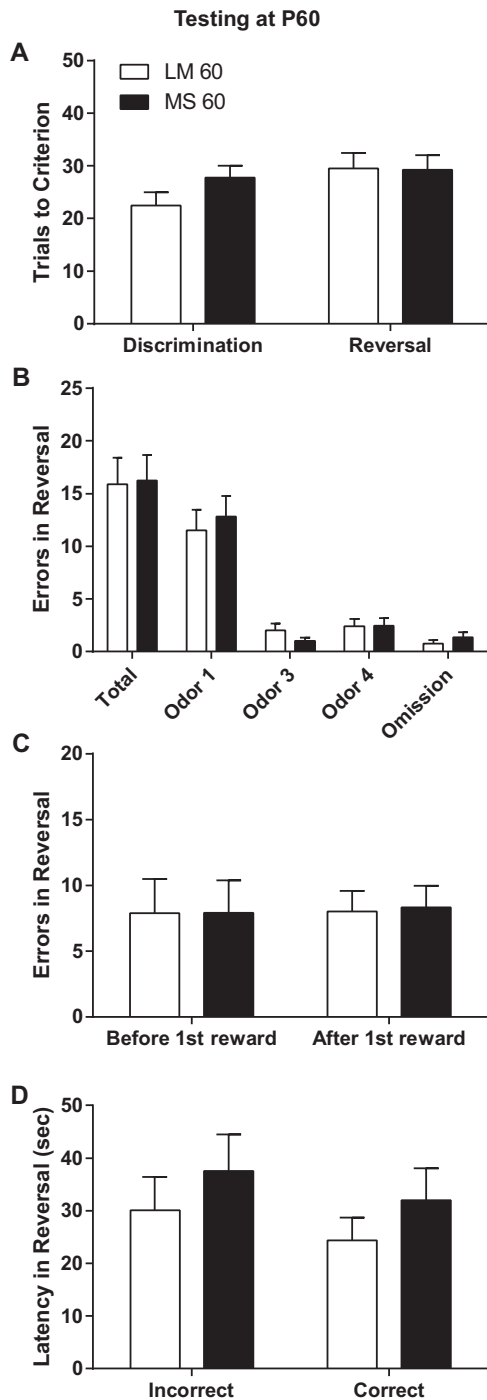 Testing at P60
A
50
40
30
20
10
0
Trials to Criterion
LM 60
MS 60
Discrimination Reversal
B
25
20
15
10
5
0
Errors in Reversal
Total Odor 1 Odor 3 Odor 4 Omission
C
20
15
10
5
0
Errors in Reversal
Before 1st reward After 1st reward
D
50
40
30
20
10
0
Latency in Reversal (sec)
Incorrect Correct